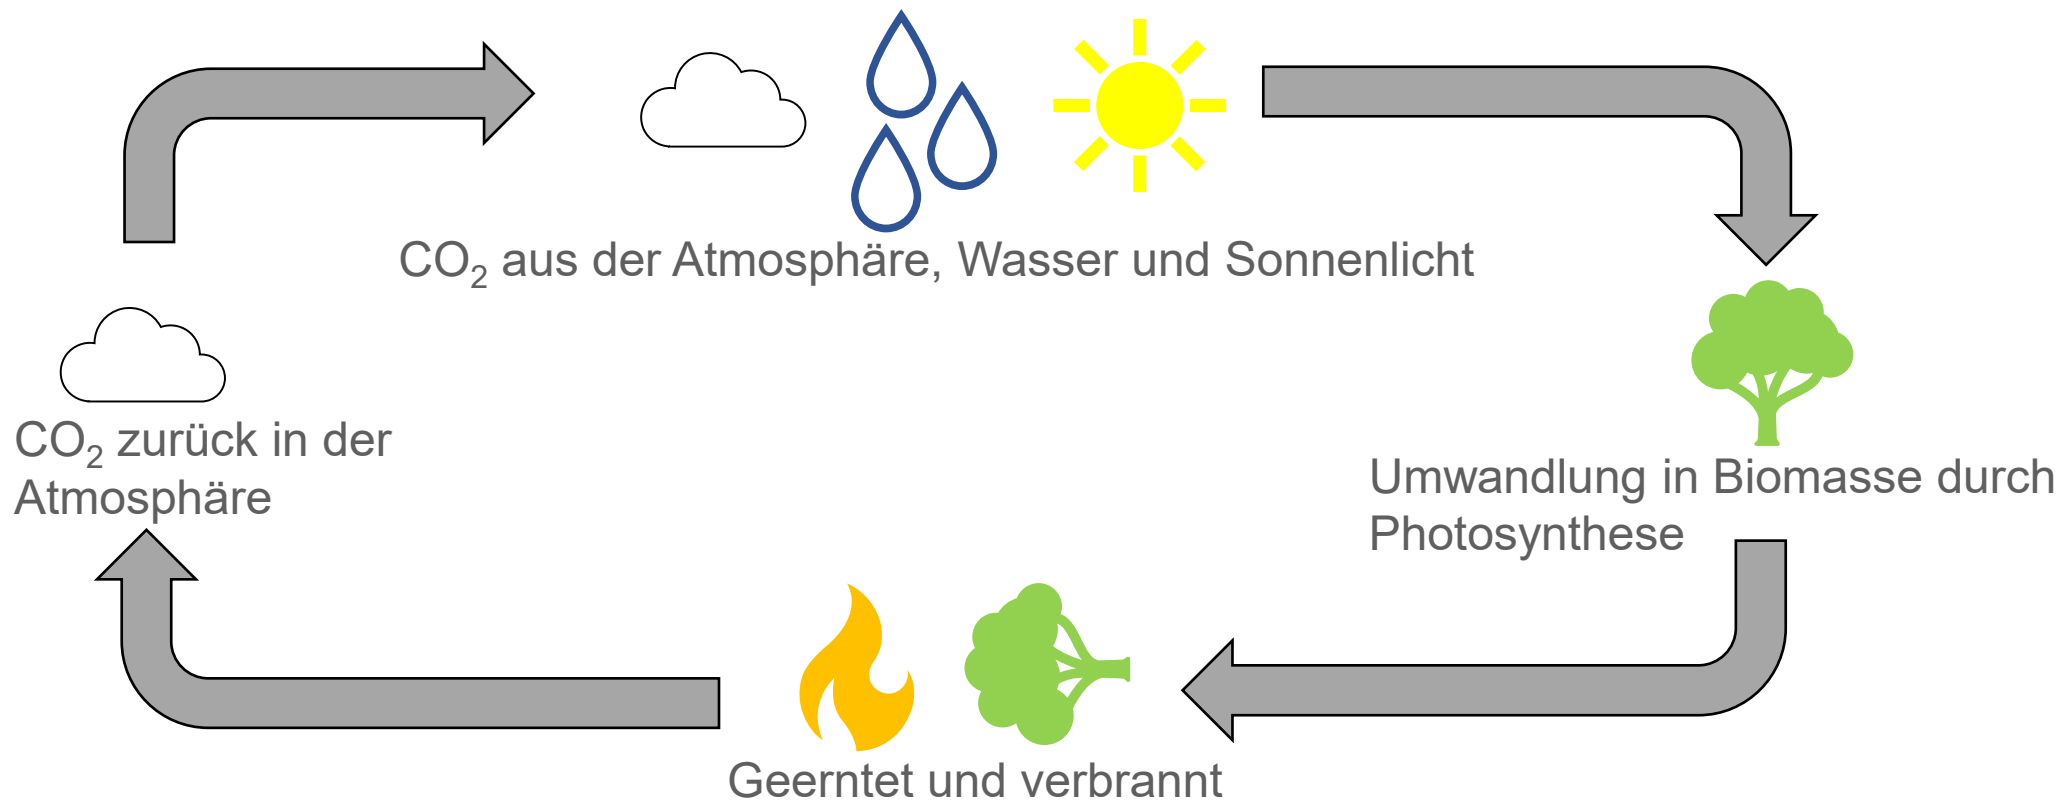 CO₂ aus der Atmosphäre, Wasser und Sonnenlicht
CO₂ zurück in der
Atmosphäre
Umwandlung in Biomasse durch
Photosynthese
Geerntet und verbrannt